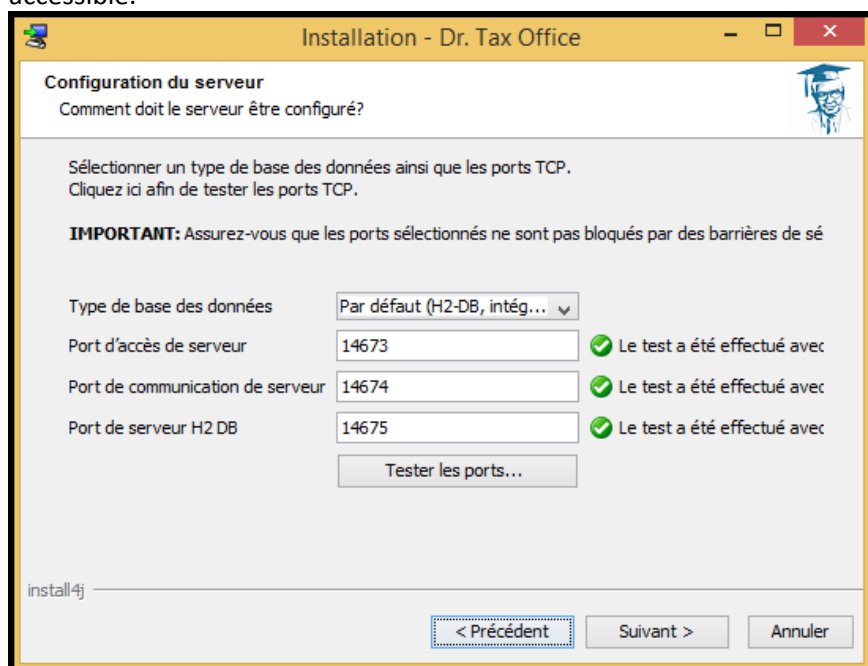 accessible.
Installation - Dr. Tax Office
Configuration du serveur
Comment doit le serveur être configuré?
Sélectionner un type de base des données ainsi que les ports TCP.
Cliquez ici afin de tester les ports TCP.
IMPORTANT: Assurez-vous que les ports sélectionnés ne sont pas bloqués par des barrières de sé
Type de base des données Par défaut (H2-DB, intég...
Port d'accès de serveur 14673 Le test a été effectué avec
Port de communication de serveur 14674 Le test a été effectué avec
Port de serveur H2 DB 14675 Le test a été effectué avec
Tester les ports...
install4j
< Précédent Suivant > Annuler